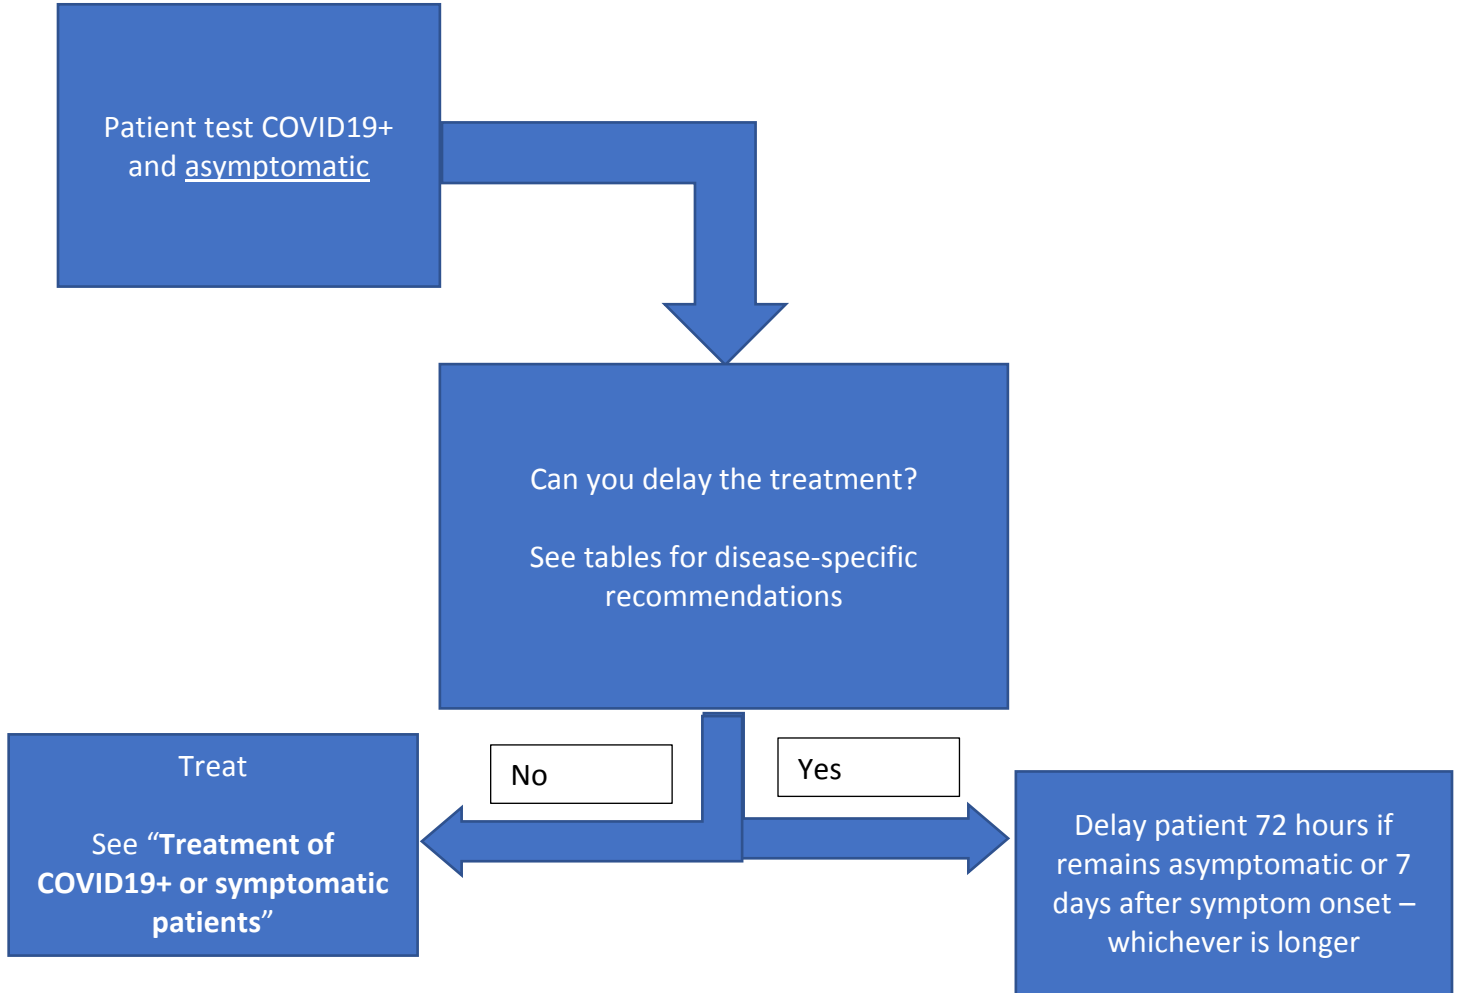 Patient test COVID19+
and asymptomatic
Can you delay the treatment?
See tables for disease-specific
recommendations
No
Yes
Treat
See “Treatment of
COVID19+ or symptomatic
patients”
Delay patient 72 hours if
remains asymptomatic or 7
days after symptom onset –
whichever is longer